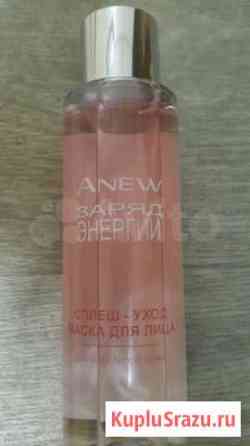 ANEW
ЗАРЯД
ЭНЕРГИИ
СПЛЕШ - УХОД
МАСКА ДЛЯ ЛИЦА
KupluSrazu.ru